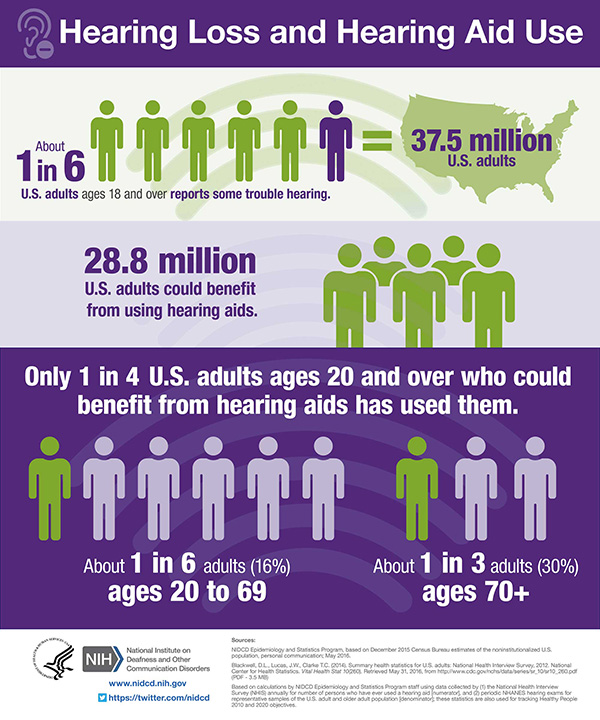 Hearing Loss and Hearing Aid Use
About
1 in 6
U.S. adults ages 18 and over reports some trouble hearing.
=
37.5 million
U.S. adults
28.8 million
U.S. adults could benefit
from using hearing aids.
Only 1 in 4 U.S. adults ages 20 and over who could
benefit from hearing aids has used them.
About 1 in 6 adults (16%)
ages 20 to 69
About 1 in 3 adults (30%)
ages 70+
NIH
National Institute on
Deafness and Other
Communication Disorders
www.nidcd.nih.gov
https://twitter.com/nidcd
Sources:
NIDCD Epidemiology and Statistics Program, based on December 2015 Census Bureau estimates of the noninstitutionalized U.S.
population, personal communication; May 2016.
Blackwell, D.L., Lucas, J.W., Clarke T.C. (2014). Summary health statistics for U.S. adults: National Health Interview Survey, 2012. National
Center for Health Statistics. Vital Health Stat 10(260). Retrieved May 31, 2016, from http://www.cdc.gov/nchs/data/series/sr_10/sr10_260.pdf
(PDF - 3.5 MB)
Based on calculations by NIDCD Epidemiology and Statistics Program staff using data collected by (1) the National Health Interview
Survey (NHIS) annually for number of persons who have ever used a hearing aid [numerator], and (2) periodic NHANES hearing exams for
representative samples of the U.S. adult and older adult population [denominator]; these statistics are also used for tracking Healthy People
2010 and 2020 objectives.